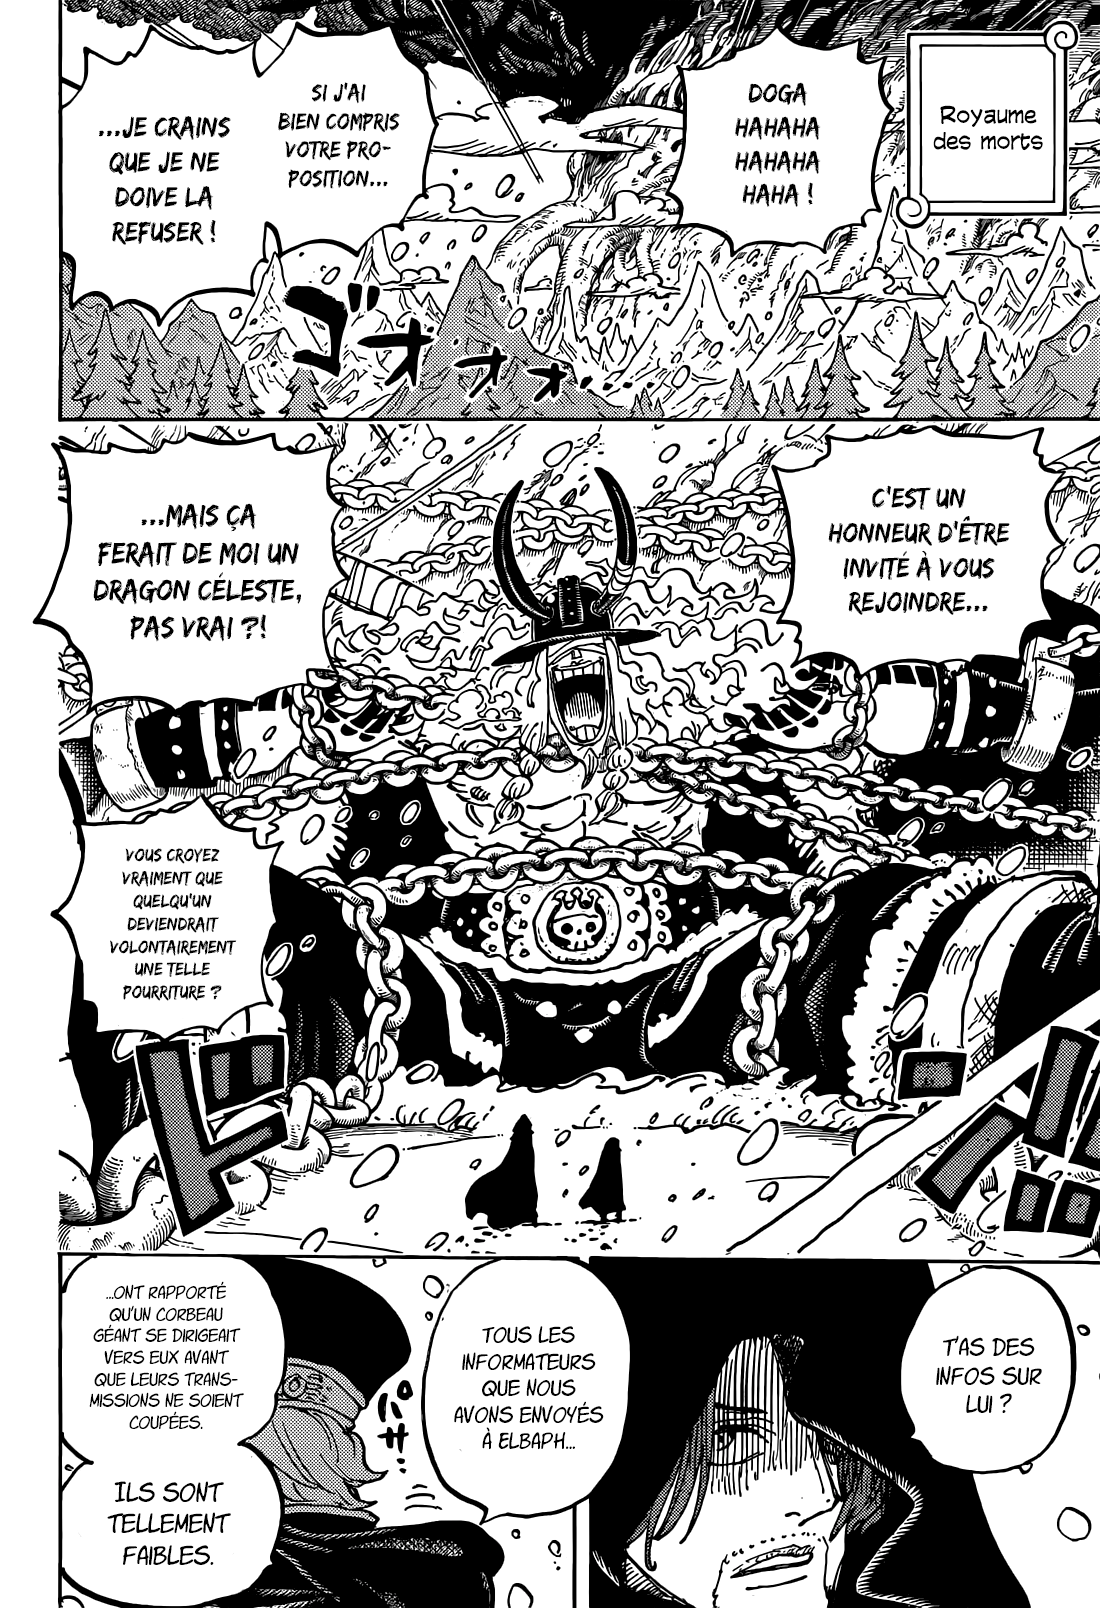 Royaume
des morts
DOGA
HAHAHA
HAHAHA
HAHA !
SI J'AI
BIEN COMPRIS
VOTRE PRO-
POSITION...
...JE CRAINS
QUE JE NE
DOIVE LA
REFUSER !
ゴオォォ...
C'EST UN
HONNEUR D'ÊTRE
INVITÉ À VOUS
REJOINDRE...
...MAIS ÇA
FERAIT DE MOI UN
DRAGON CÉLESTE,
PAS VRAI ?!
VOUS CROYEZ
VRAIMENT QUE
QUELQU'UN
DEVIENDRAIT
VOLONTAIREMENT
UNE TELLE
POURRITURE ?
T'AS DES
INFOS SUR
LUI ?
TOUS LES
INFORMATEURS
QUE NOUS
AVONS ENVOYÉS
À ELBAPH...
...ONT RAPPORTÉ
QU'UN CORBEAU
GÉANT SE DIRIGEAIT
VERS EUX AVANT
QUE LEURS TRANS-
MISSIONS NE SOIENT
COUPÉES.
ILS SONT
TELLEMENT
FAIBLES.